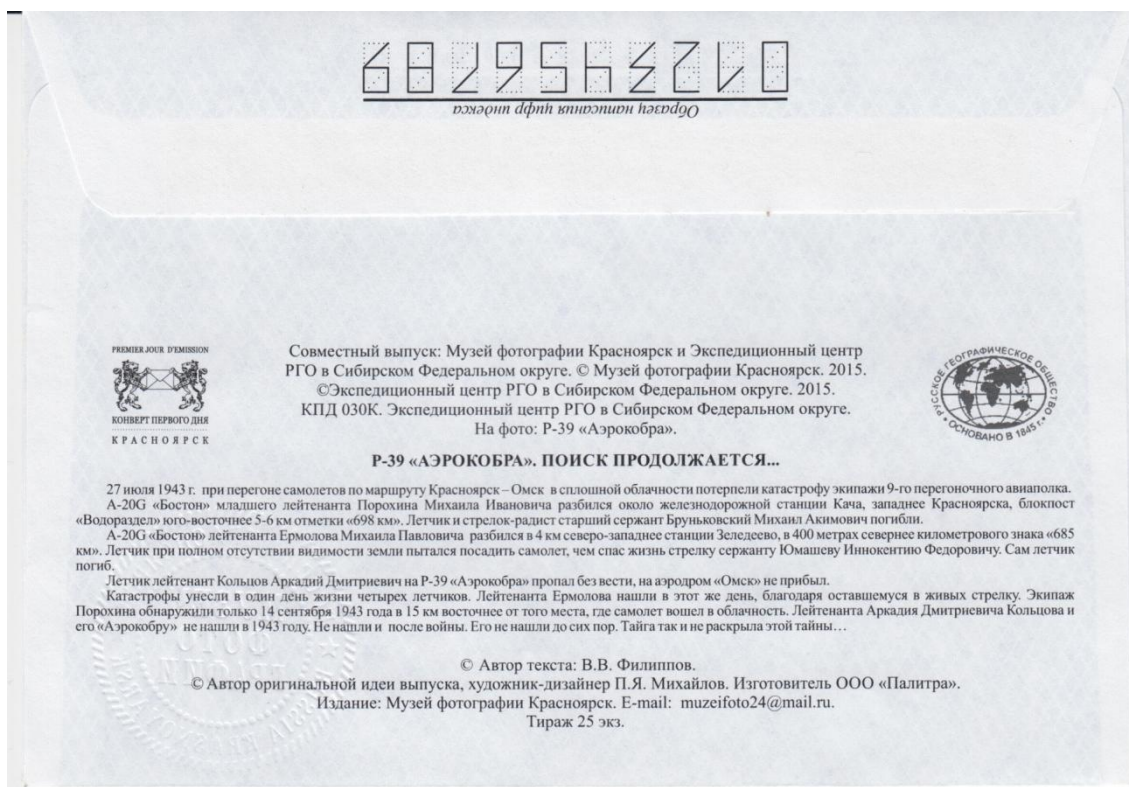 0123456789
Образец написания цифр индекса
PREMIER JOUR D'EMISSION
КОНВЕРТ ПЕРВОГО ДНЯ
КРАСНОЯРСК
Совместный выпуск: Музей фотографии Красноярск и Экспедиционный центр
РГО в Сибирском Федеральном округе. © Музей фотографии Красноярск. 2015.
©Экспедиционный центр РГО в Сибирском Федеральном округе. 2015.
КПД 030К. Экспедиционный центр РГО в Сибирском Федеральном округе.
На фото: Р-39 «Аэрокобра».
• РУССКОЕ ГЕОГРАФИЧЕСКОЕ ОБЩЕСТВО •
ОСНОВАНО В 1845 г.
Р-39 «АЭРОКОБРА». ПОИСК ПРОДОЛЖАЕТСЯ...
27 июля 1943 г. при перегоне самолетов по маршруту Красноярск – Омск в сплошной облачности потерпели катастрофу экипажи 9-го перегоночного авиаполка.
А-20G «Бостон» младшего лейтенанта Порохина Михаила Ивановича разбился около железнодорожной станции Кача, западнее Красноярска, блокпост
«Водораздел» юго-восточнее 5-6 км отметки «698 км». Летчик и стрелок-радист старший сержант Бруньковский Михаил Акимович погибли.
А-20G «Бостон» лейтенанта Ермолова Михаила Павловича разбился в 4 км северо-западнее станции Зеледеево, в 400 метрах севернее километрового знака «685
км». Летчик при полном отсутствии видимости земли пытался посадить самолет, чем спас жизнь стрелку сержанту Юмашеву Иннокентию Федоровичу. Сам летчик
погиб.
Летчик лейтенант Кольцов Аркадий Дмитриевич на Р-39 «Аэрокобра» пропал без вести, на аэродром «Омск» не прибыл.
Катастрофы унесли в один день жизни четырех летчиков. Лейтенанта Ермолова нашли в этот же день, благодаря оставшемуся в живых стрелку. Экипаж
Порохина обнаружили только 14 сентября 1943 года в 15 км восточнее от того места, где самолет вошел в облачность. Лейтенанта Аркадия Дмитриевича Кольцова и
его «Аэрокобру» не нашли в 1943 году. Не нашли и после войны. Его не нашли до сих пор. Тайга так и не раскрыла этой тайны…
© Автор текста: В.В. Филиппов.
© Автор оригинальной идеи выпуска, художник-дизайнер П.Я. Михайлов. Изготовитель ООО «Палитра».
Издание: Музей фотографии Красноярск. E-mail: muzeifoto24@mail.ru.
Тираж 25 экз.